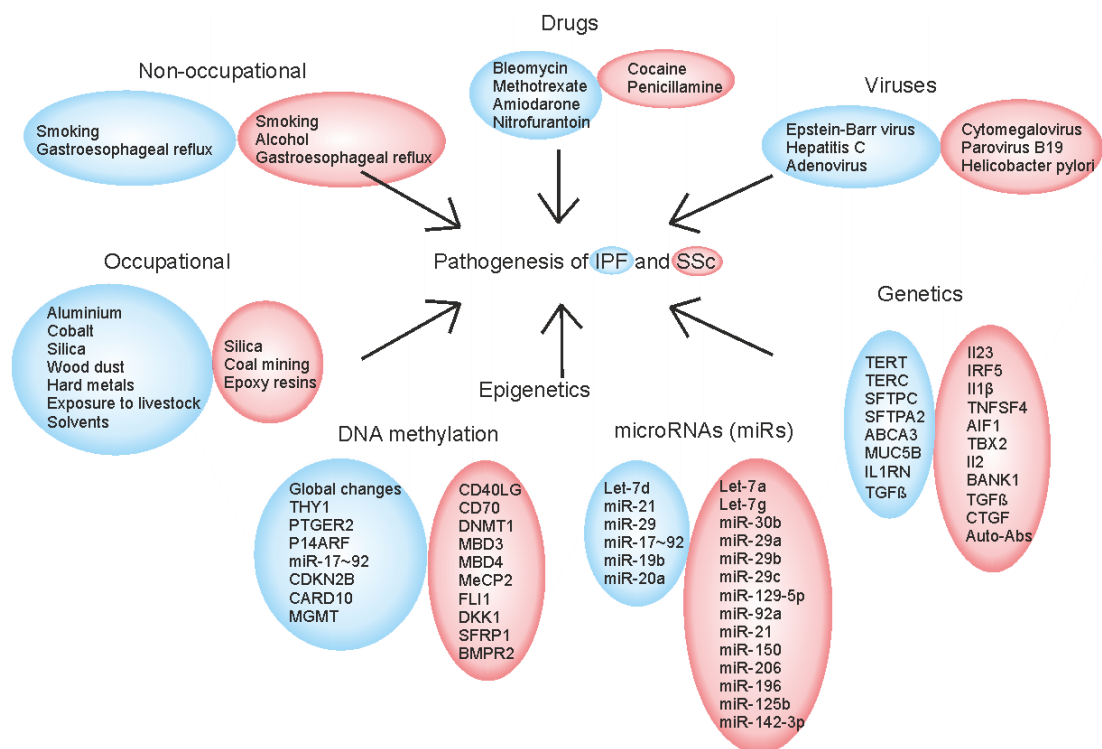 Drugs
Bleomycin
Methotrexate
Amiodarone
Nitrofurantoin
Cocaine
Penicillamine
Non-occupational
Smoking
Gastroesophageal reflux
Smoking
Alcohol
Gastroesophageal reflux
Viruses
Epstein-Barr virus
Hepatitis C
Adenovirus
Cytomegalovirus
Parovirus B19
Helicobacter pylori
Pathogenesis of IPF and SSc
Occupational
Aluminium
Cobalt
Silica
Wood dust
Hard metals
Exposure to livestock
Solvents
Silica
Coal mining
Epoxy resins
Genetics
TERT
TERC
SFTPC
SFTPA2
ABCA3
MUC5B
IL1RN
TGFß
Il23
IRF5
Il1β
TNFSF4
AIF1
TBX2
Il2
BANK1
TGFß
CTGF
Auto-Abs
Epigenetics
DNA methylation
Global changes
THY1
PTGER2
P14ARF
miR-17~92
CDKN2B
CARD10
MGMT
CD40LG
CD70
DNMT1
MBD3
MBD4
MeCP2
FLI1
DKK1
SFRP1
BMPR2
microRNAs (miRs)
Let-7d
miR-21
miR-29
miR-17~92
miR-19b
miR-20a
Let-7a
Let-7g
miR-30b
miR-29a
miR-29b
miR-29c
miR-129-5p
miR-92a
miR-21
miR-150
miR-206
miR-196
miR-125b
miR-142-3p